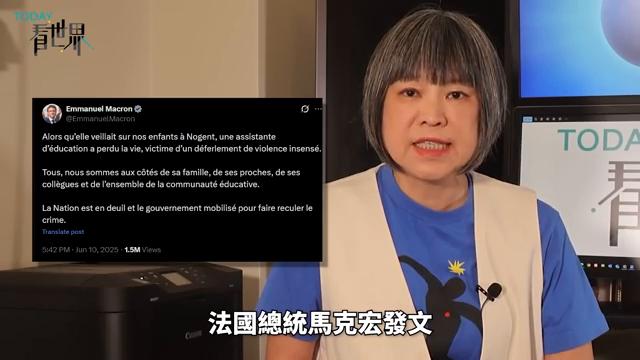 TODAY
看世界
Emmanuel Macron
@EmmanuelMacron
Alors qu'elle veillait sur nos enfants à Nogent, une assistante
d'éducation a perdu la vie, victime d'un déferlement de violence insensé.
Tous, nous sommes aux côtés de sa famille, de ses proches, de ses
collègues et de l'ensemble de la communauté éducative.
La Nation est en deuil et le gouvernement mobilisé pour faire reculer le
crime.
Translate post
5:42 PM · Jun 10, 2025 · 1.5M Views
TODA
看
Canon
法國總統馬克宏發文